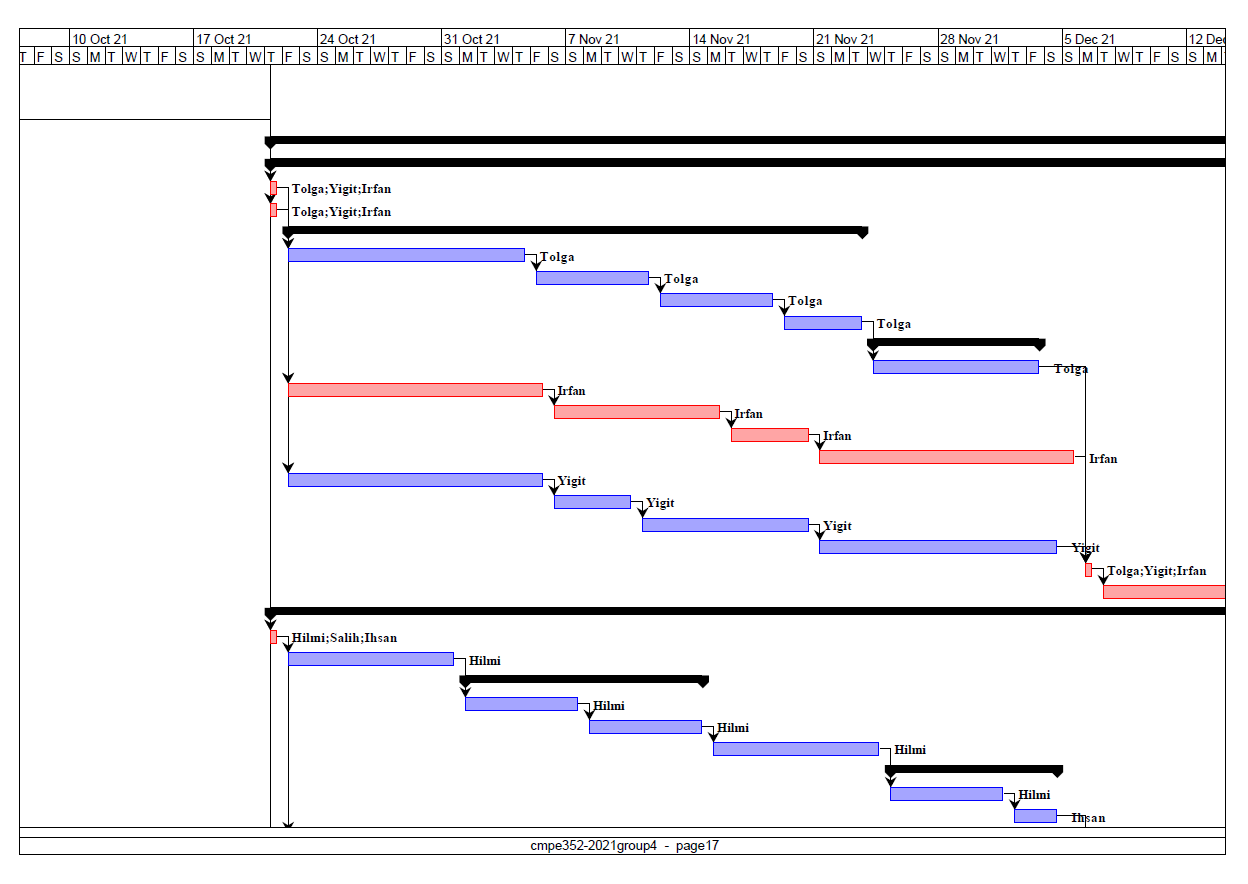 10 Oct 21 17 Oct 21 24 Oct 21 31 Oct 21 7 Nov 21 14 Nov 21 21 Nov 21 28 Nov 21 5 Dec 21 12 Dec
T F S S M T W T F S S M T W T F S S M T W T F S S M T W T F S S M T W T F S S M T W T F S S M T W T F S S M T W T F S S M T W T F S S M
Tolga;Yigit;Irfan
Tolga;Yigit;Irfan
Tolga
Tolga
Tolga
Tolga
Tolga
Irfan
Irfan
Irfan
Irfan
Yigit
Yigit
Yigit
Yigit
Tolga;Yigit;Irfan
Hilmi;Salih;Ihsan
Hilmi
Hilmi
Hilmi
Hilmi
Hilmi
Ihsan
cmpe352-2021group4 - page17